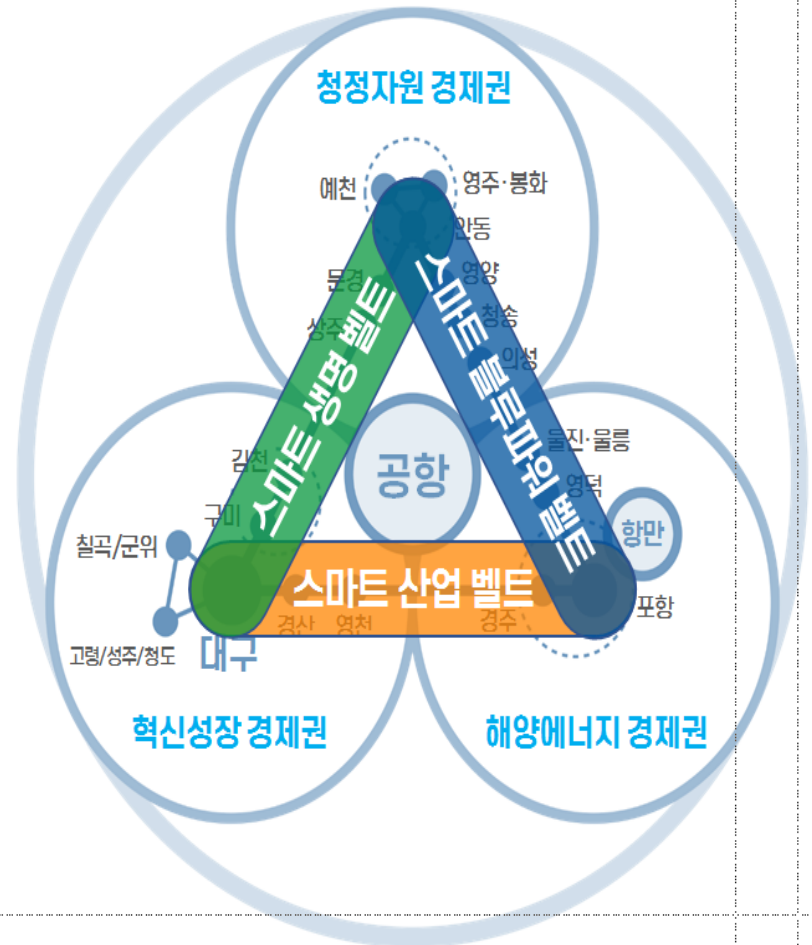 청정자원 경제권
예천
영주·봉화
안동
문경
영양
상주
청송
의성
스마트 생명 벨트
스마트 블루파워 벨트
김천
공항
울진·울릉
영덕
구미
항만
칠곡/군위
스마트 산업 벨트
경산
영천
경주
포항
고령/성주/청도
대구
혁신성장 경제권
해양에너지 경제권